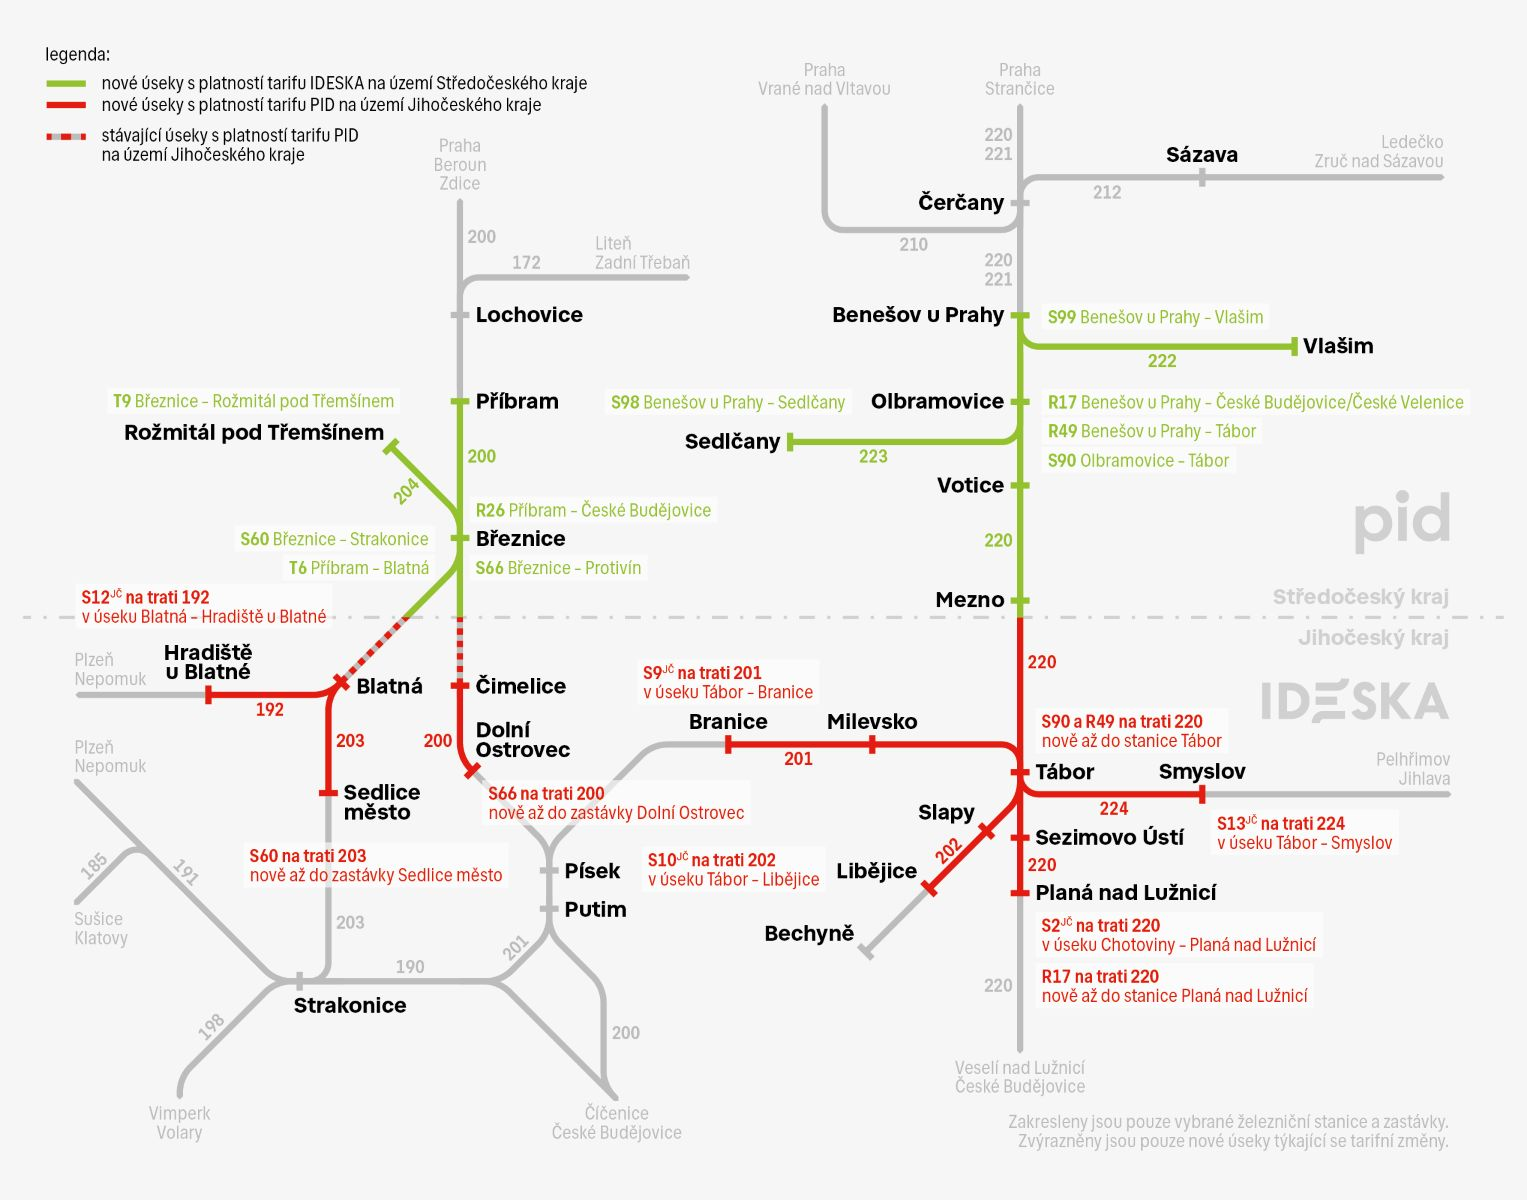 legenda:
nové úseky s platností tarifu IDESKA na území Středočeského kraje
nové úseky s platností tarifu PID na území Jihočeského kraje
stávající úseky s platností tarifu PID
na území Jihočeského kraje
Praha
Vrané nad Vltavou
Praha
Strančice
220
221
Praha
Beroun
Zdice
Ledečko
Zruč nad Sázavou
Sázava
212
Čerčany
210
200
172
Liteň
Zadní Třebaň
220
221
Lochovice
Benešov u Prahy
S99 Benešov u Prahy - Vlašim
Vlašim
222
T9 Březnice - Rožmitál pod Třemšínem
Příbram
S98 Benešov u Prahy - Sedlčany
Olbramovice
R17 Benešov u Prahy - České Budějovice/České Velenice
R49 Benešov u Prahy - Tábor
S90 Olbramovice - Tábor
Rožmitál pod Třemšínem
204
200
Sedlčany
223
Votice
R26 Příbram - České Budějovice
Březnice
S60 Březnice - Strakonice
T6 Příbram - Blatná
S66 Březnice - Protivín
220
pid
Mezno
Středočeský kraj
Jihočeský kraj
IDESKA
S12JČ na trati 192
v úseku Blatná - Hradiště u Blatné
Plzeň
Nepomuk
Hradiště
u Blatné
192
Blatná
Čimelice
203
200
Dolní
Ostrovec
S9JČ na trati 201
v úseku Tábor - Branice
Branice
Milevsko
201
220
S90 a R49 na trati 220
nově až do stanice Tábor
Tábor
Smyslov
224
Pelhřimov
Jihlava
Plzeň
Nepomuk
Sedlice
město
S66 na trati 200
nově až do zastávky Dolní Ostrovec
Slapy
202
Sezimovo Ústí
S13JČ na trati 224
v úseku Tábor - Smyslov
S60 na trati 203
nově až do zastávky Sedlice město
185
191
Písek
Putim
S10JČ na trati 202
v úseku Tábor - Libějice
Libějice
220
Planá nad Lužnicí
Sušice
Klatovy
203
Bechyně
S2JČ na trati 220
v úseku Chotoviny - Planá nad Lužnicí
R17 na trati 220
nově až do stanice Planá nad Lužnicí
190
201
Strakonice
198
200
220
Vimperk
Volary
Číčenice
České Budějovice
Veselí nad Lužnicí
České Budějovice
Zakresleny jsou pouze vybrané železniční stanice a zastávky.
Zvýrazněny jsou pouze nové úseky týkající se tarifní změny.